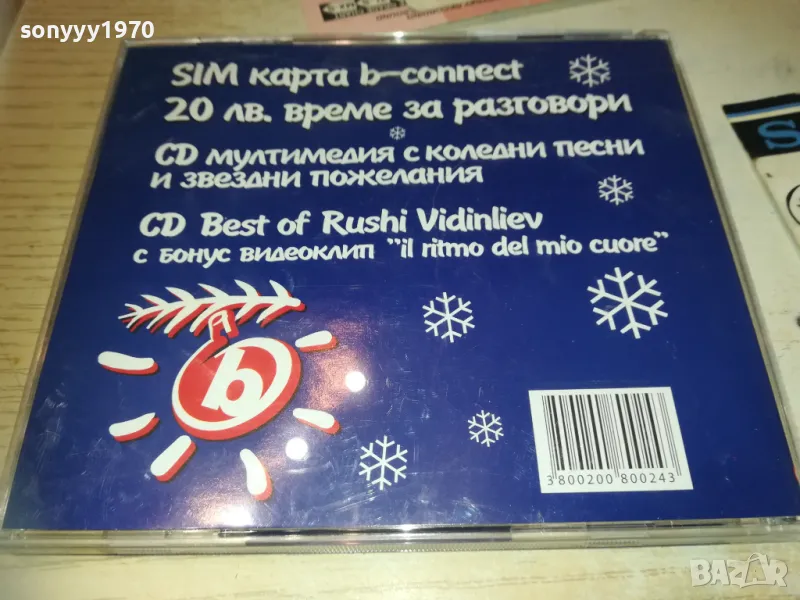 sonyyy1970
SIM карта b-connect
20 лв. време за разговори
CD мултимедия с коледни песни
и звездни пожелания
CD Best of Rushi Vidinliev
с бонус видеоклип "il ritmo del mio cuore"
b
3 800200 800243
S
BAZAR